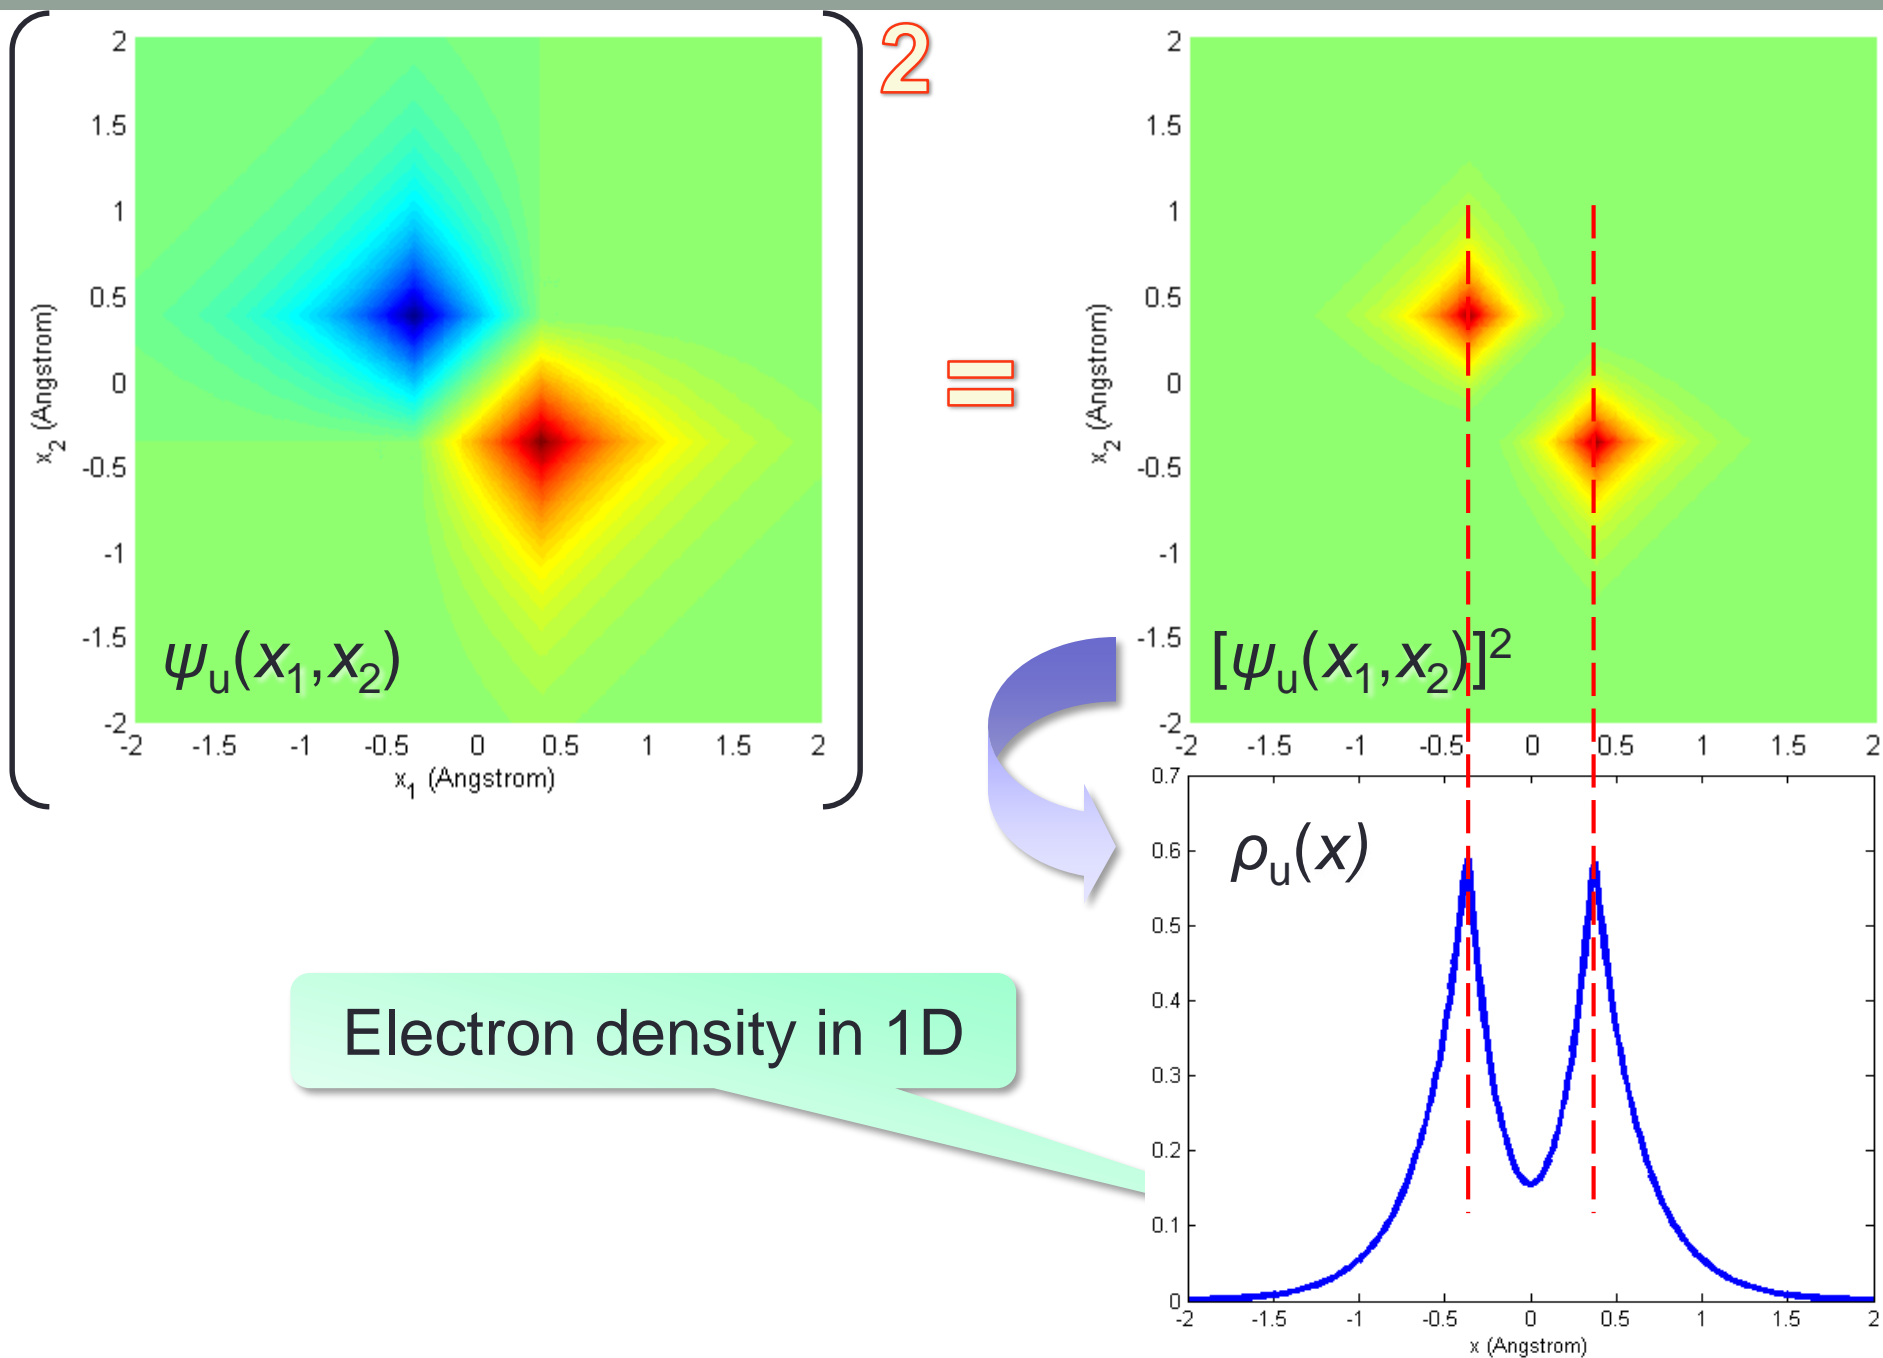 2
1.5
1
0.5
0
-0.5
-1
-1.5
-2
x₂ (Angstrom)
ψᵤ(x₁,x₂)
-2 -1.5 -1 -0.5 0 0.5 1 1.5 2
x₁ (Angstrom)
2
=
2
1.5
1
0.5
0
-0.5
-1
-1.5
-2
x₂ (Angstrom)
[ψᵤ(x₁,x₂)]²
-2 -1.5 -1 -0.5 0 0.5 1 1.5 2
0.7
0.6
0.5
0.4
0.3
0.2
0.1
0
ρᵤ(x)
-2 -1.5 -1 -0.5 0 0.5 1 1.5 2
x (Angstrom)
Electron density in 1D